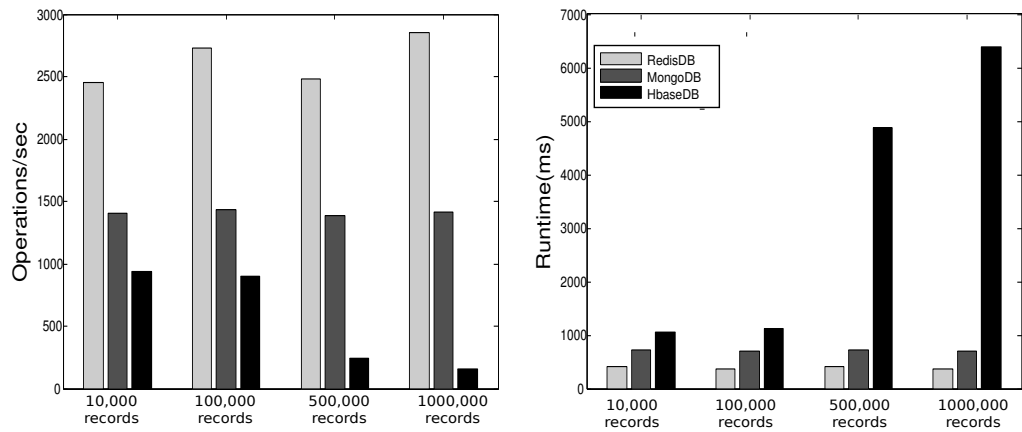 3000
2500
2000
1500
1000
500
0
Operations/sec
10,000 records
100,000 records
500,000 records
1000,000 records
7000
6000
5000
4000
3000
2000
1000
0
Runtime(ms)
RedisDB
MongoDB
HbaseDB
10,000 records
100,000 records
500,000 records
1000,000 records